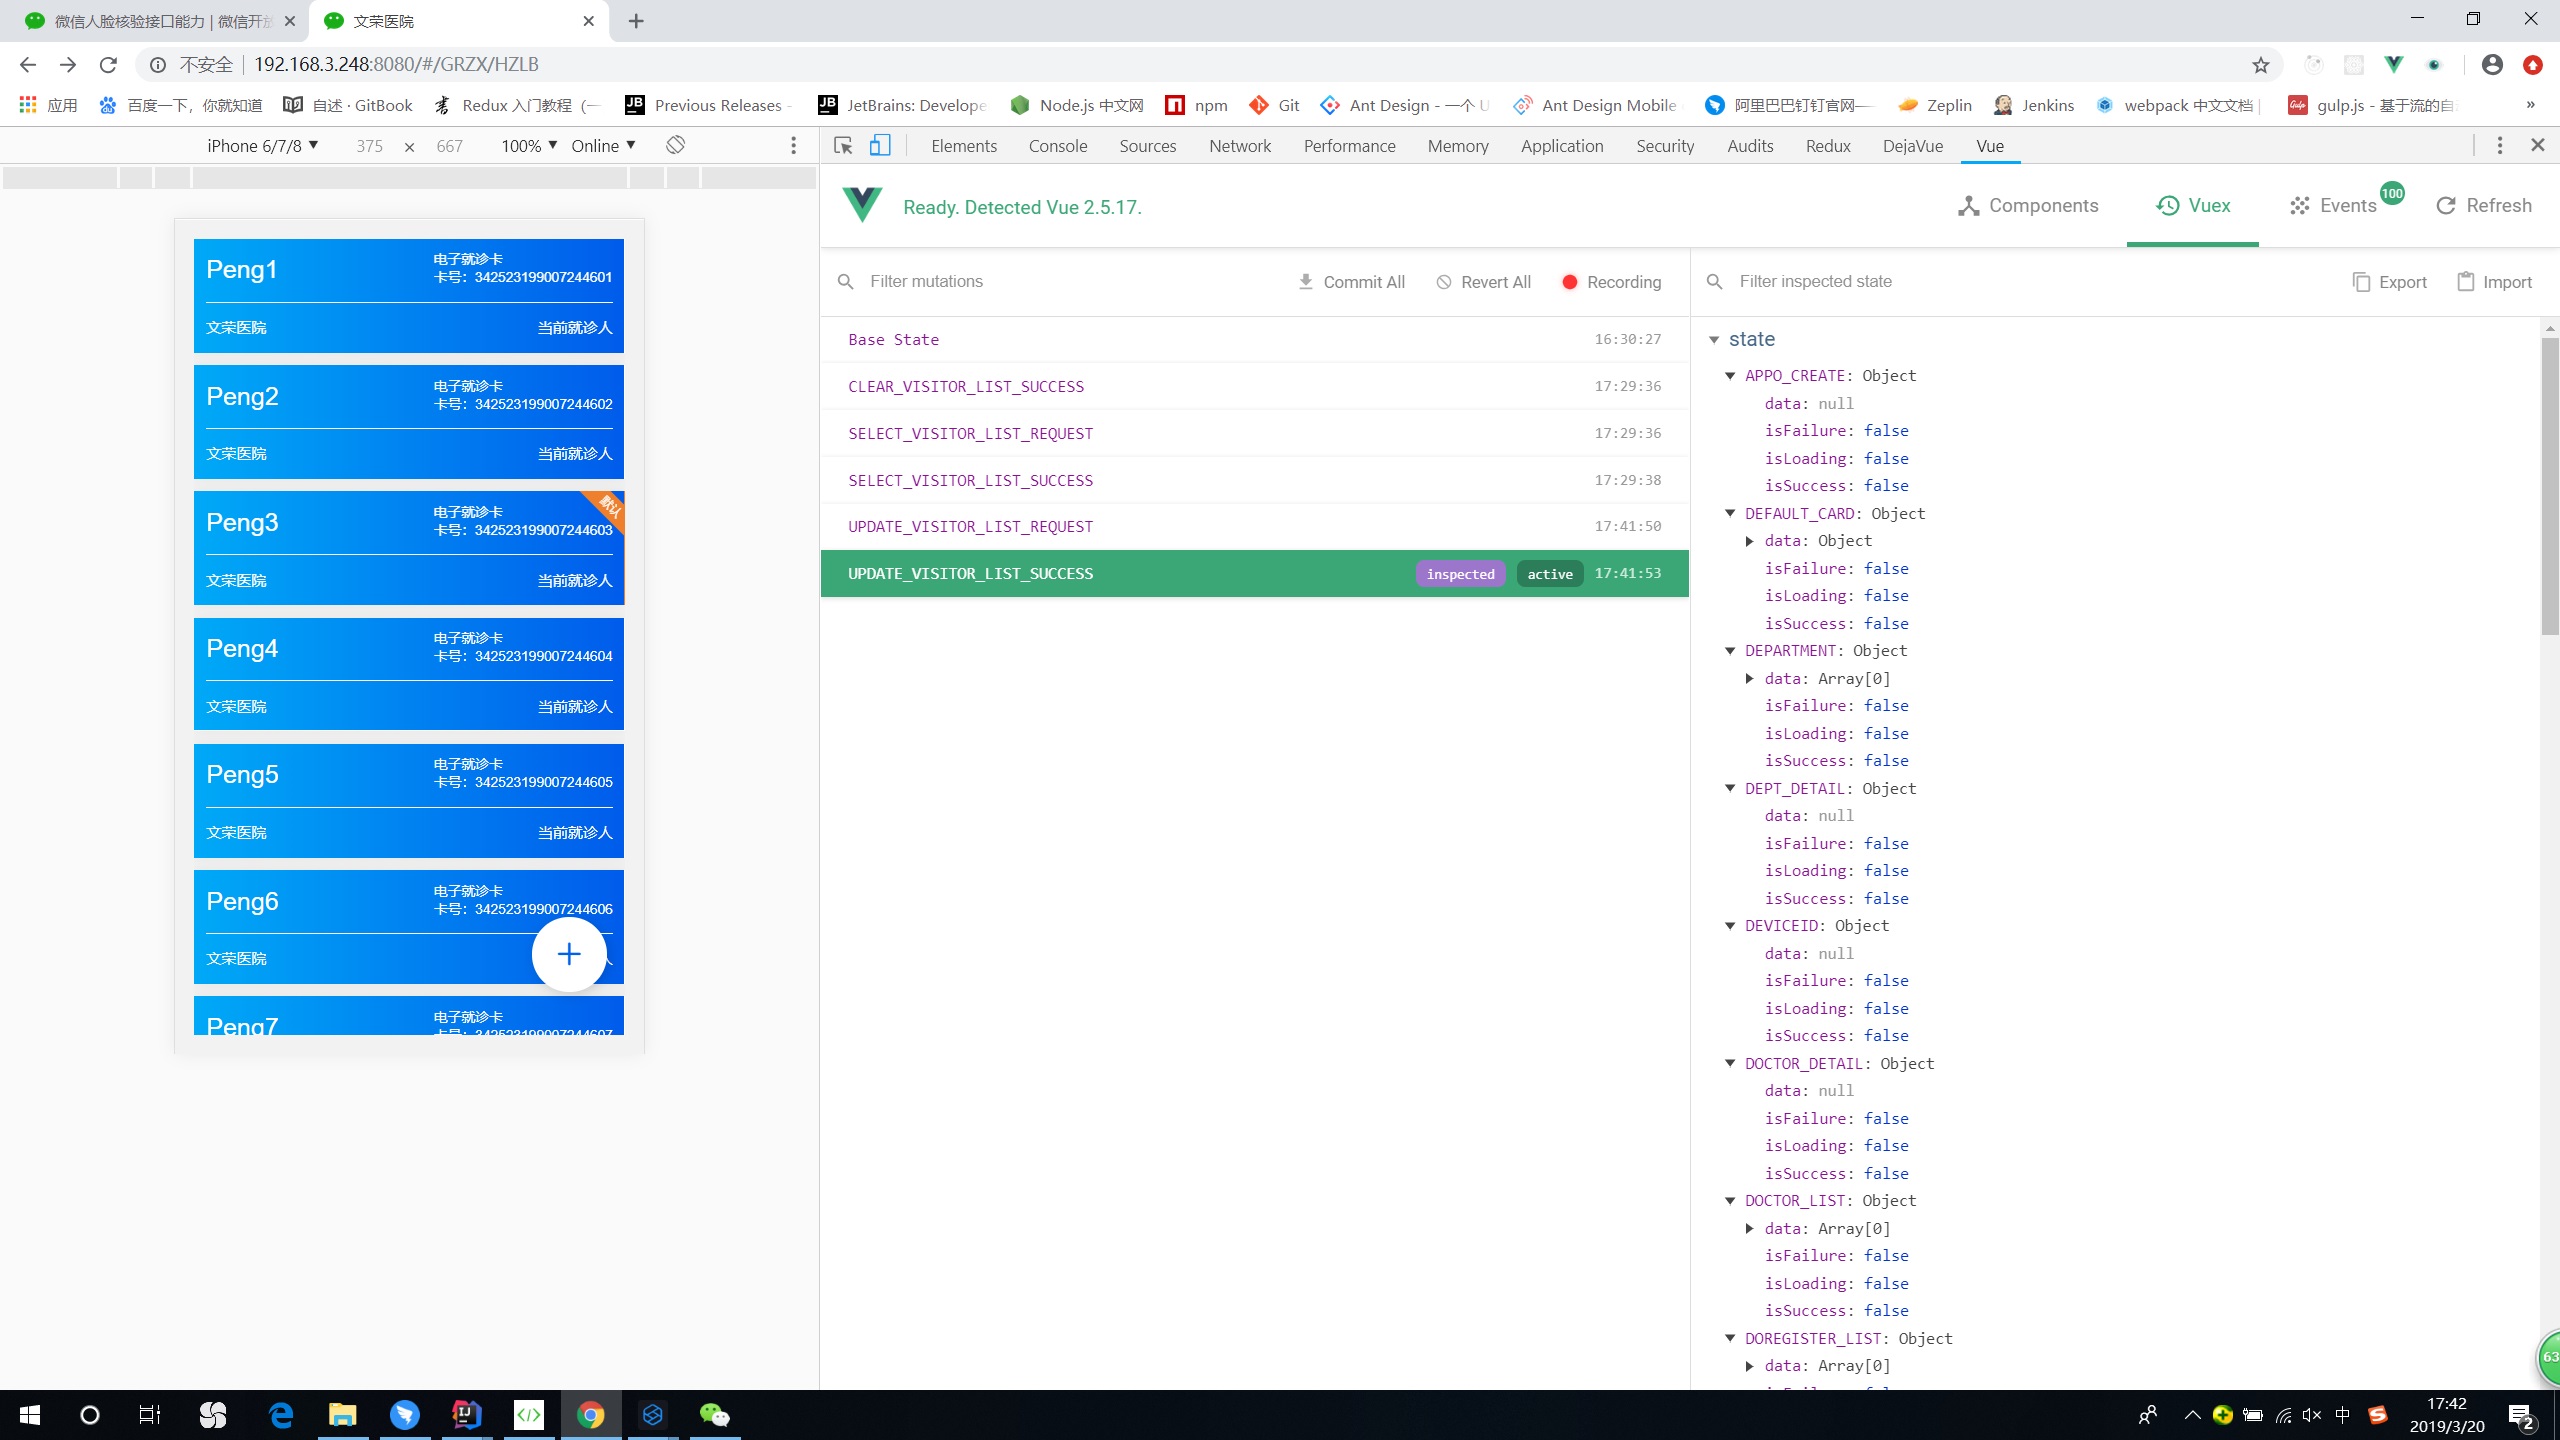 微信人脸核验接口能力 | 微信开放
文荣医院
不安全 192.168.3.248:8080/#/GRZX/HZLB
应用 百度一下，你就知道 自述 · GitBook Redux 入门教程（一 Previous Releases - JetBrains: Develope Node.js 中文网 npm Git Ant Design - 一个 U Ant Design Mobile 阿里巴巴钉钉官网— Zeplin Jenkins webpack 中文文档 | gulp.js - 基于流的自 »
iPhone 6/7/8 375 × 667 100% Online
Elements Console Sources Network Performance Memory Application Security Audits Redux DejaVue Vue
Ready. Detected Vue 2.5.17.
Components Vuex Events 100 Refresh
Filter mutations Commit All Revert All Recording
Filter inspected state Export Import
Peng1
电子就诊卡
卡号：342523199007244601
文荣医院 当前就诊人
Peng2
电子就诊卡
卡号：342523199007244602
文荣医院 当前就诊人
Peng3
电子就诊卡
卡号：342523199007244603
默认
文荣医院 当前就诊人
Peng4
电子就诊卡
卡号：342523199007244604
文荣医院 当前就诊人
Peng5
电子就诊卡
卡号：342523199007244605
文荣医院 当前就诊人
Peng6
电子就诊卡
卡号：342523199007244606
文荣医院
Peng7
电子就诊卡
Base State 16:30:27
CLEAR_VISITOR_LIST_SUCCESS 17:29:36
SELECT_VISITOR_LIST_REQUEST 17:29:36
SELECT_VISITOR_LIST_SUCCESS 17:29:38
UPDATE_VISITOR_LIST_REQUEST 17:41:50
UPDATE_VISITOR_LIST_SUCCESS inspected active 17:41:53
state
APPO_CREATE: Object
data: null
isFailure: false
isLoading: false
isSuccess: false
DEFAULT_CARD: Object
data: Object
isFailure: false
isLoading: false
isSuccess: false
DEPARTMENT: Object
data: Array[0]
isFailure: false
isLoading: false
isSuccess: false
DEPT_DETAIL: Object
data: null
isFailure: false
isLoading: false
isSuccess: false
DEVICEID: Object
data: null
isFailure: false
isLoading: false
isSuccess: false
DOCTOR_DETAIL: Object
data: null
isFailure: false
isLoading: false
isSuccess: false
DOCTOR_LIST: Object
data: Array[0]
isFailure: false
isLoading: false
isSuccess: false
DOREGISTER_LIST: Object
data: Array[0]
63
中
17:42
2019/3/20
2